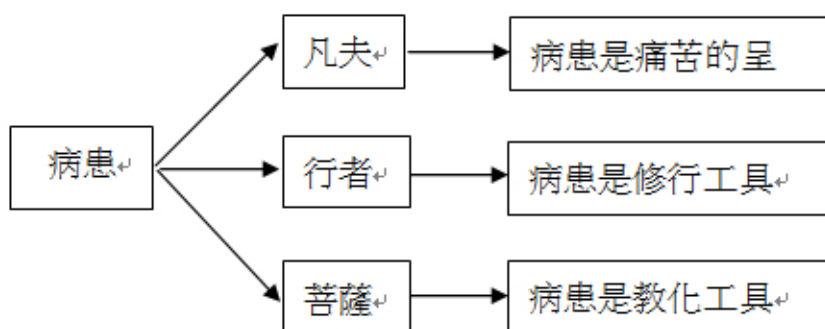 凡夫
病患是痛苦的呈
病患
行者
病患是修行工具
菩薩
病患是教化工具